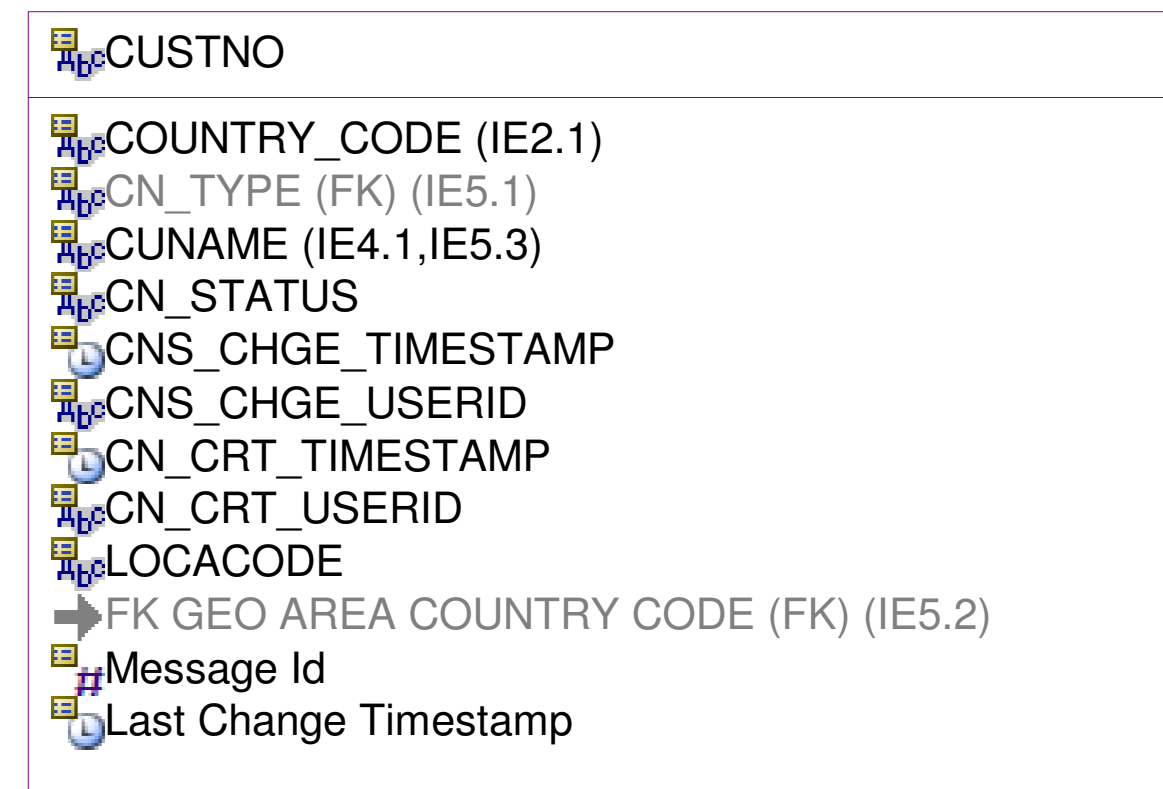 CUSTNO
COUNTRY_CODE (IE2.1)
CN_TYPE (FK) (IE5.1)
CUNAME (IE4.1,IE5.3)
CN_STATUS
CNS_CHGE_TIMESTAMP
CNS_CHGE_USERID
CN_CRT_TIMESTAMP
CN_CRT_USERID
LOCACODE
FK GEO AREA COUNTRY CODE (FK) (IE5.2)
Message Id
Last Change Timestamp